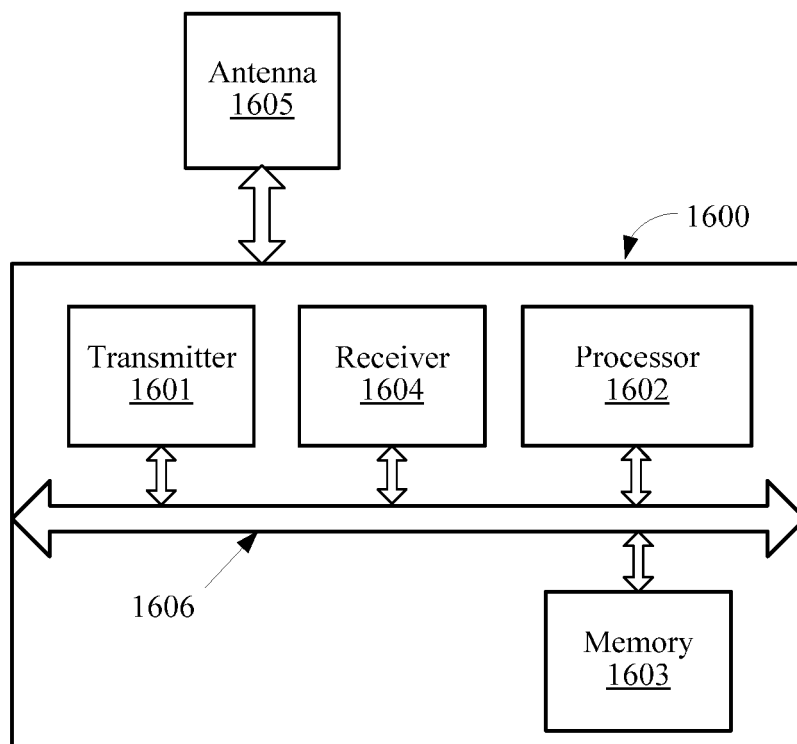 Antenna
1605
1600
Transmitter
1601
Receiver
1604
Processor
1602
1606
Memory
1603